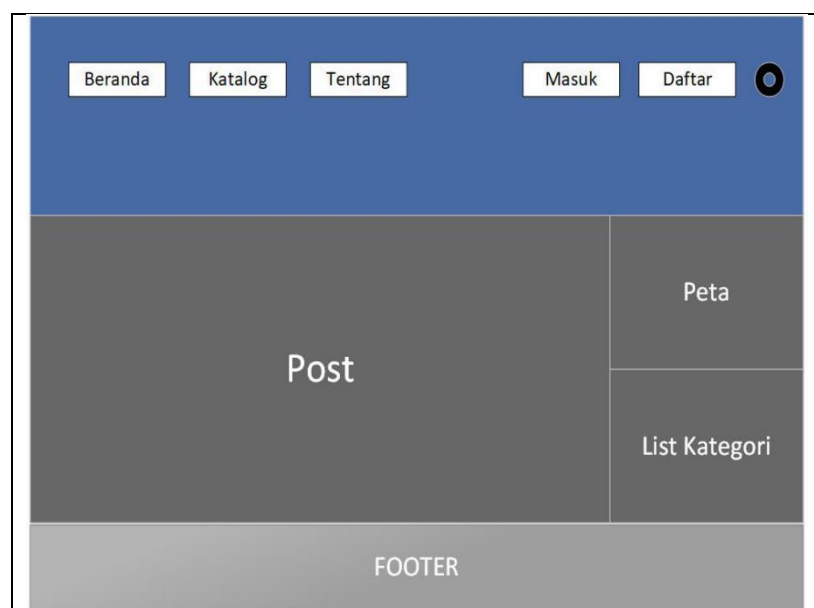 Beranda Katalog Tentang Masuk Daftar
Peta
Post
List Kategori
FOOTER